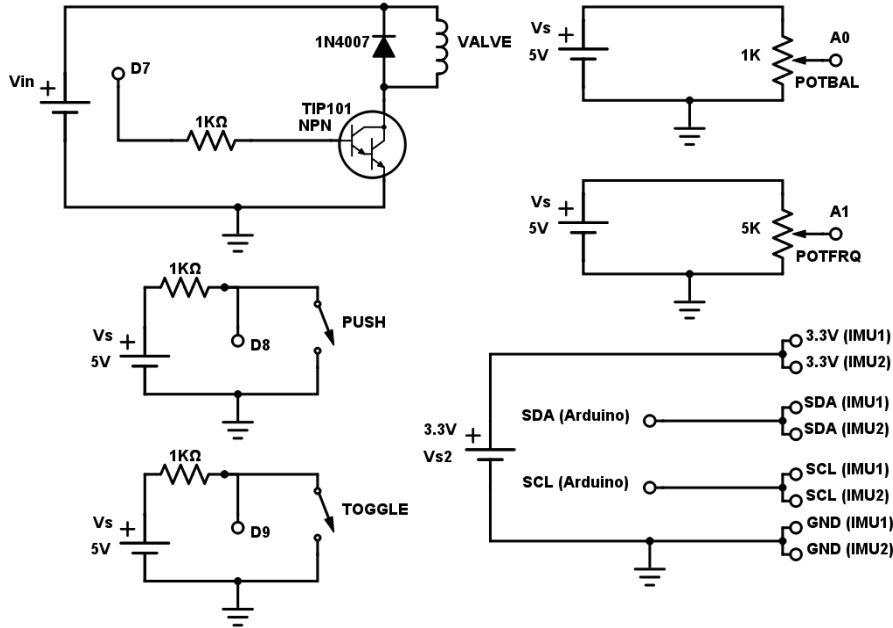 1N4007
VALVE
D7
Vin
+
1KΩ
TIP101
NPN
Vs
+
5V
1K
A0
POTBAL
Vs
+
5V
5K
A1
POTFRQ
1KΩ
Vs
+
5V
D8
PUSH
1KΩ
Vs
+
5V
D9
TOGGLE
3.3V
+
Vs2
3.3V (IMU1)
3.3V (IMU2)
SDA (Arduino)
SDA (IMU1)
SDA (IMU2)
SCL (Arduino)
SCL (IMU1)
SCL (IMU2)
GND (IMU1)
GND (IMU2)